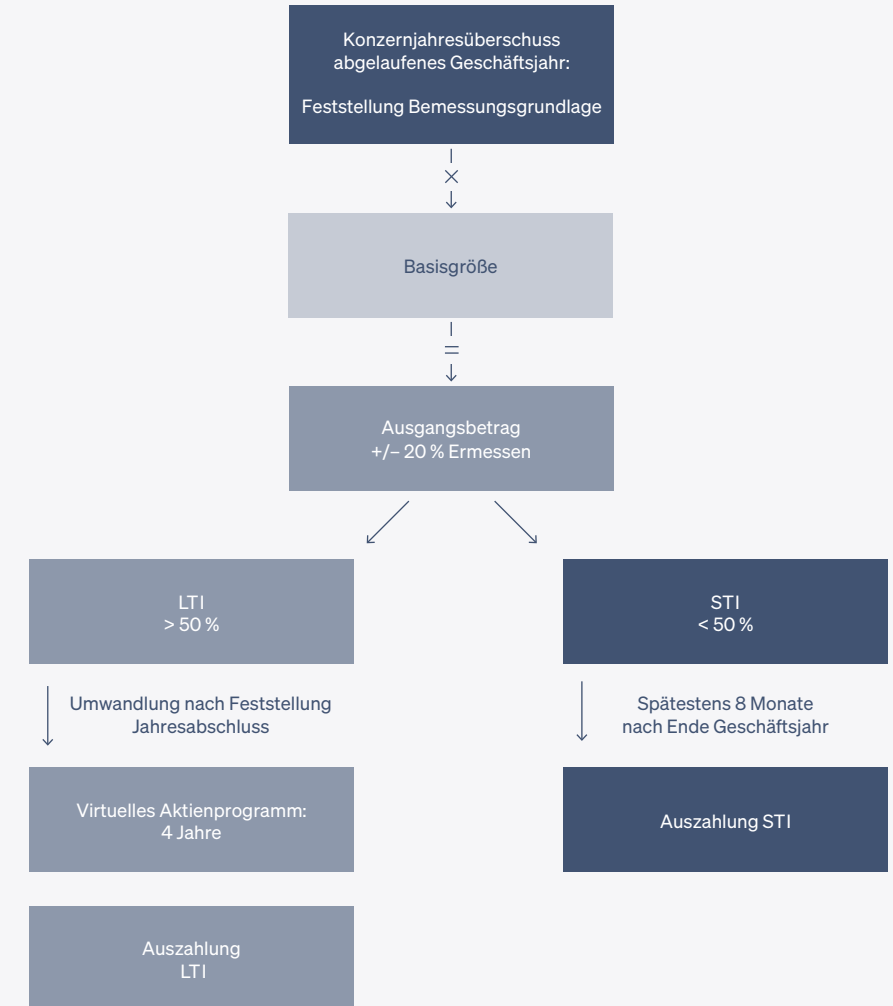 Konzernjahresüberschuss
abgelaufenes Geschäftsjahr:
Feststellung Bemessungsgrundlage
×
Basisgröße
=
Ausgangsbetrag
+/– 20 % Ermessen
LTI
> 50 %
STI
< 50 %
Umwandlung nach Feststellung
Jahresabschluss
Spätestens 8 Monate
nach Ende Geschäftsjahr
Virtuelles Aktienprogramm:
4 Jahre
Auszahlung STI
Auszahlung
LTI